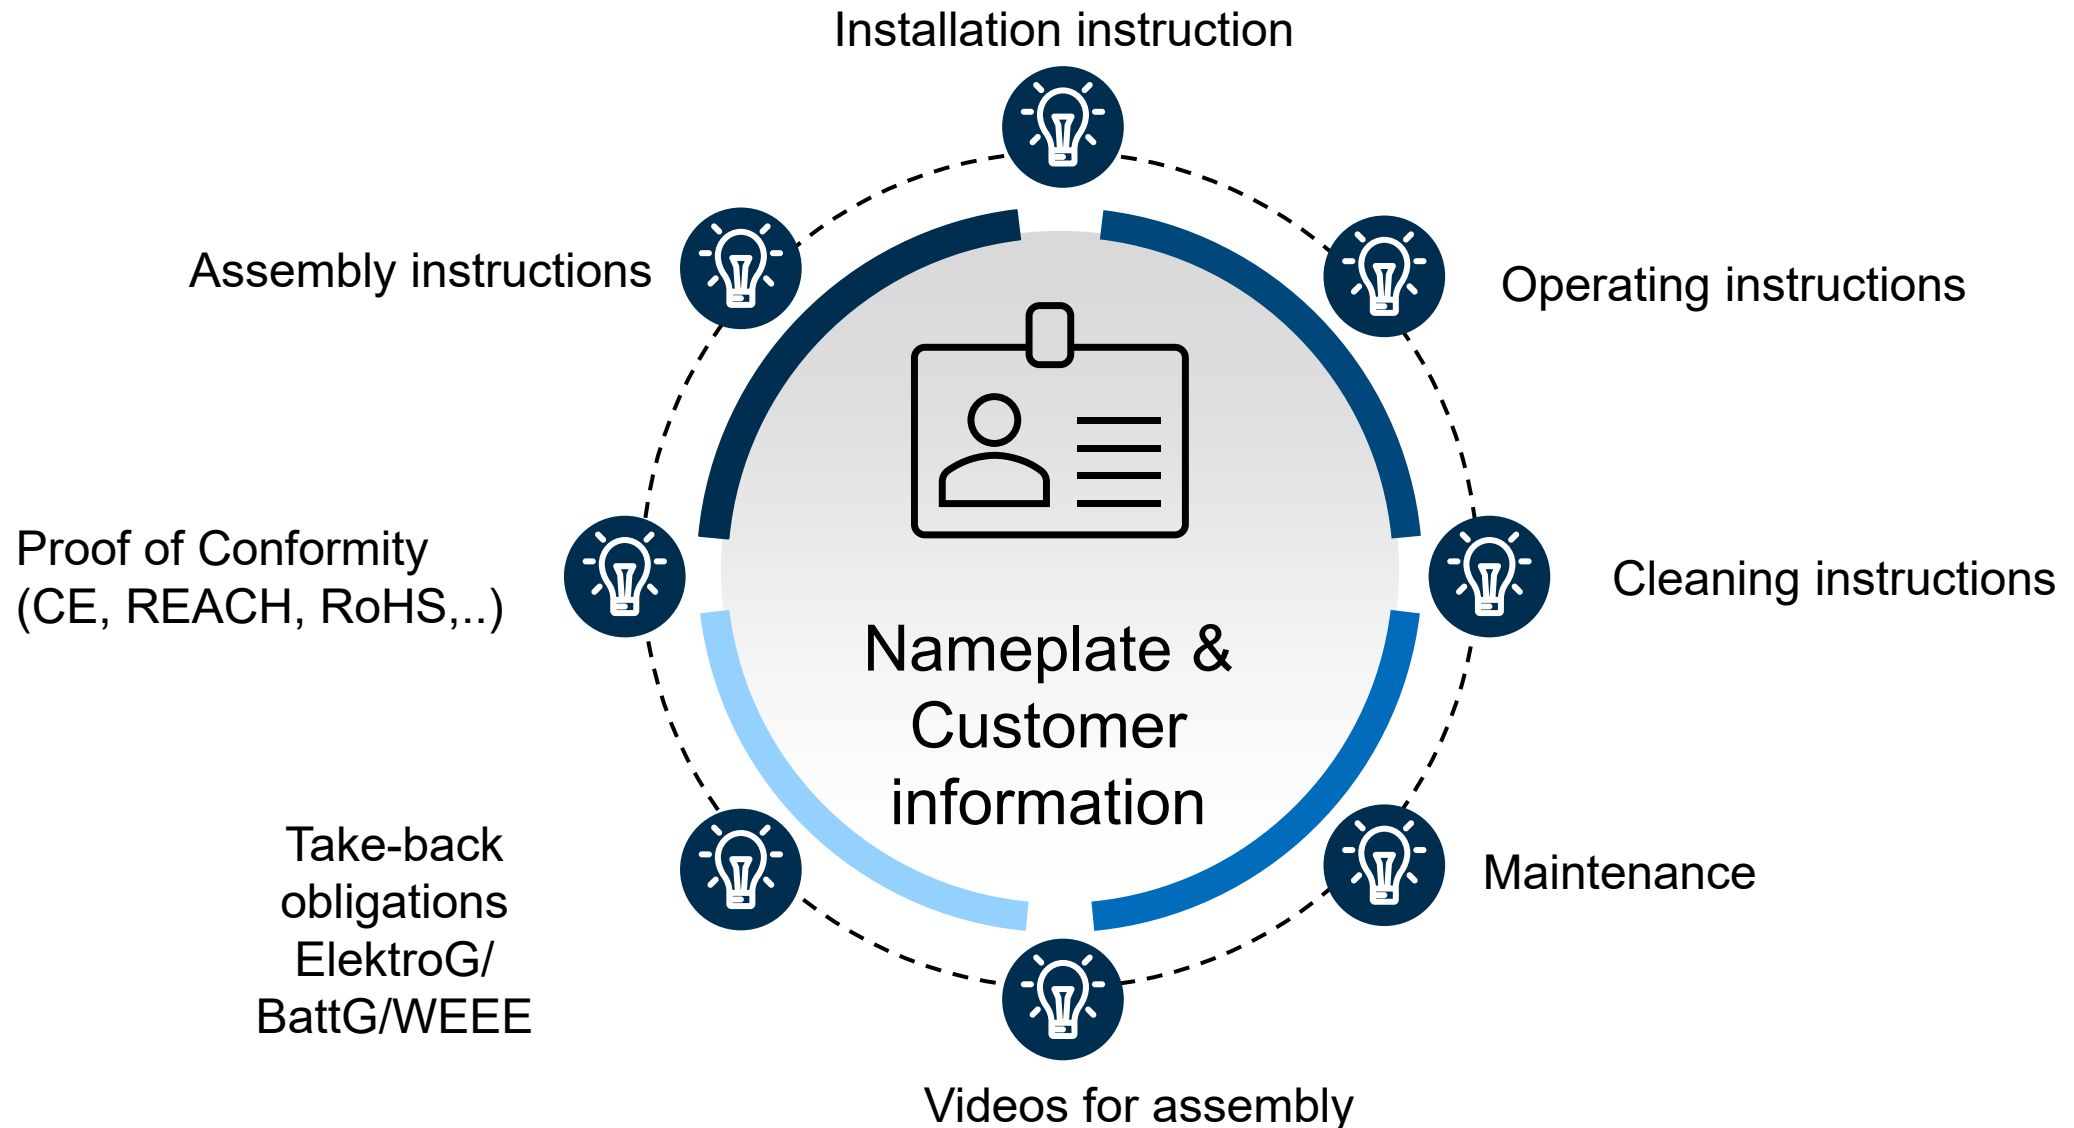 Installation instruction
Assembly instructions
Operating instructions
Proof of Conformity
(CE, REACH, RoHS,..)
Cleaning instructions
Nameplate &
Customer
information
Take-back
obligations
ElektroG/
BattG/WEEE
Maintenance
Videos for assembly